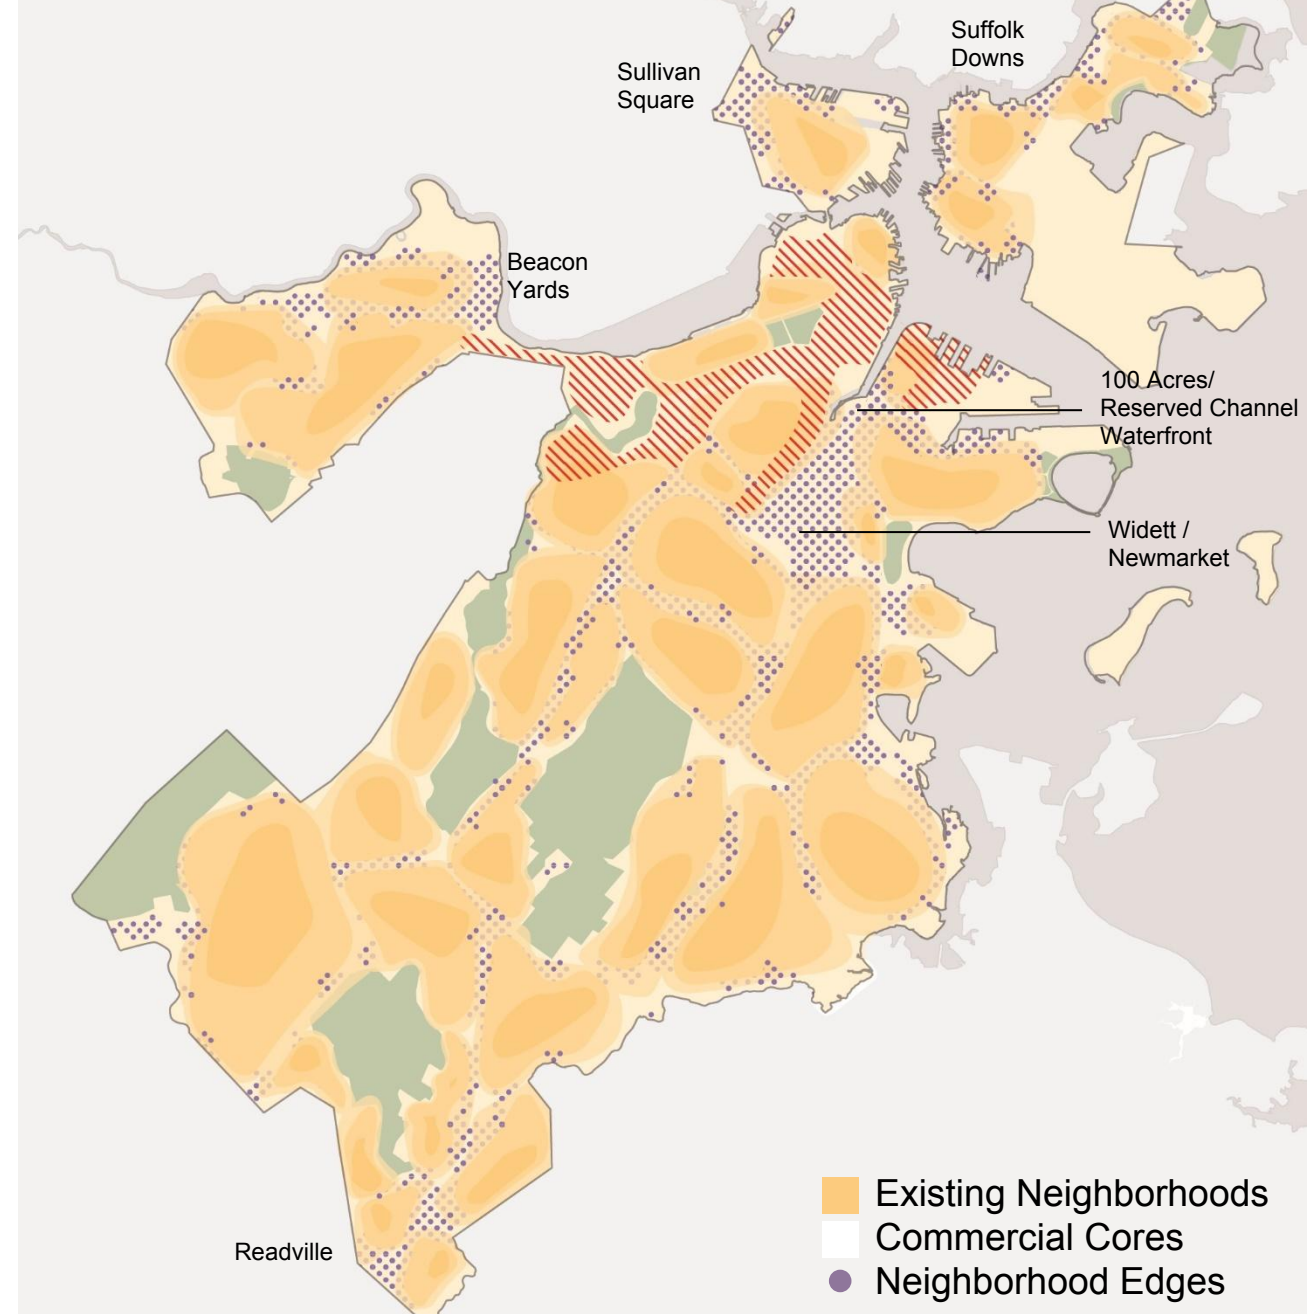 Suffolk
Downs
Sullivan
Square
Beacon
Yards
100 Acres/
Reserved Channel
Waterfront
Widett /
Newmarket
Readville
Existing Neighborhoods
Commercial Cores
Neighborhood Edges